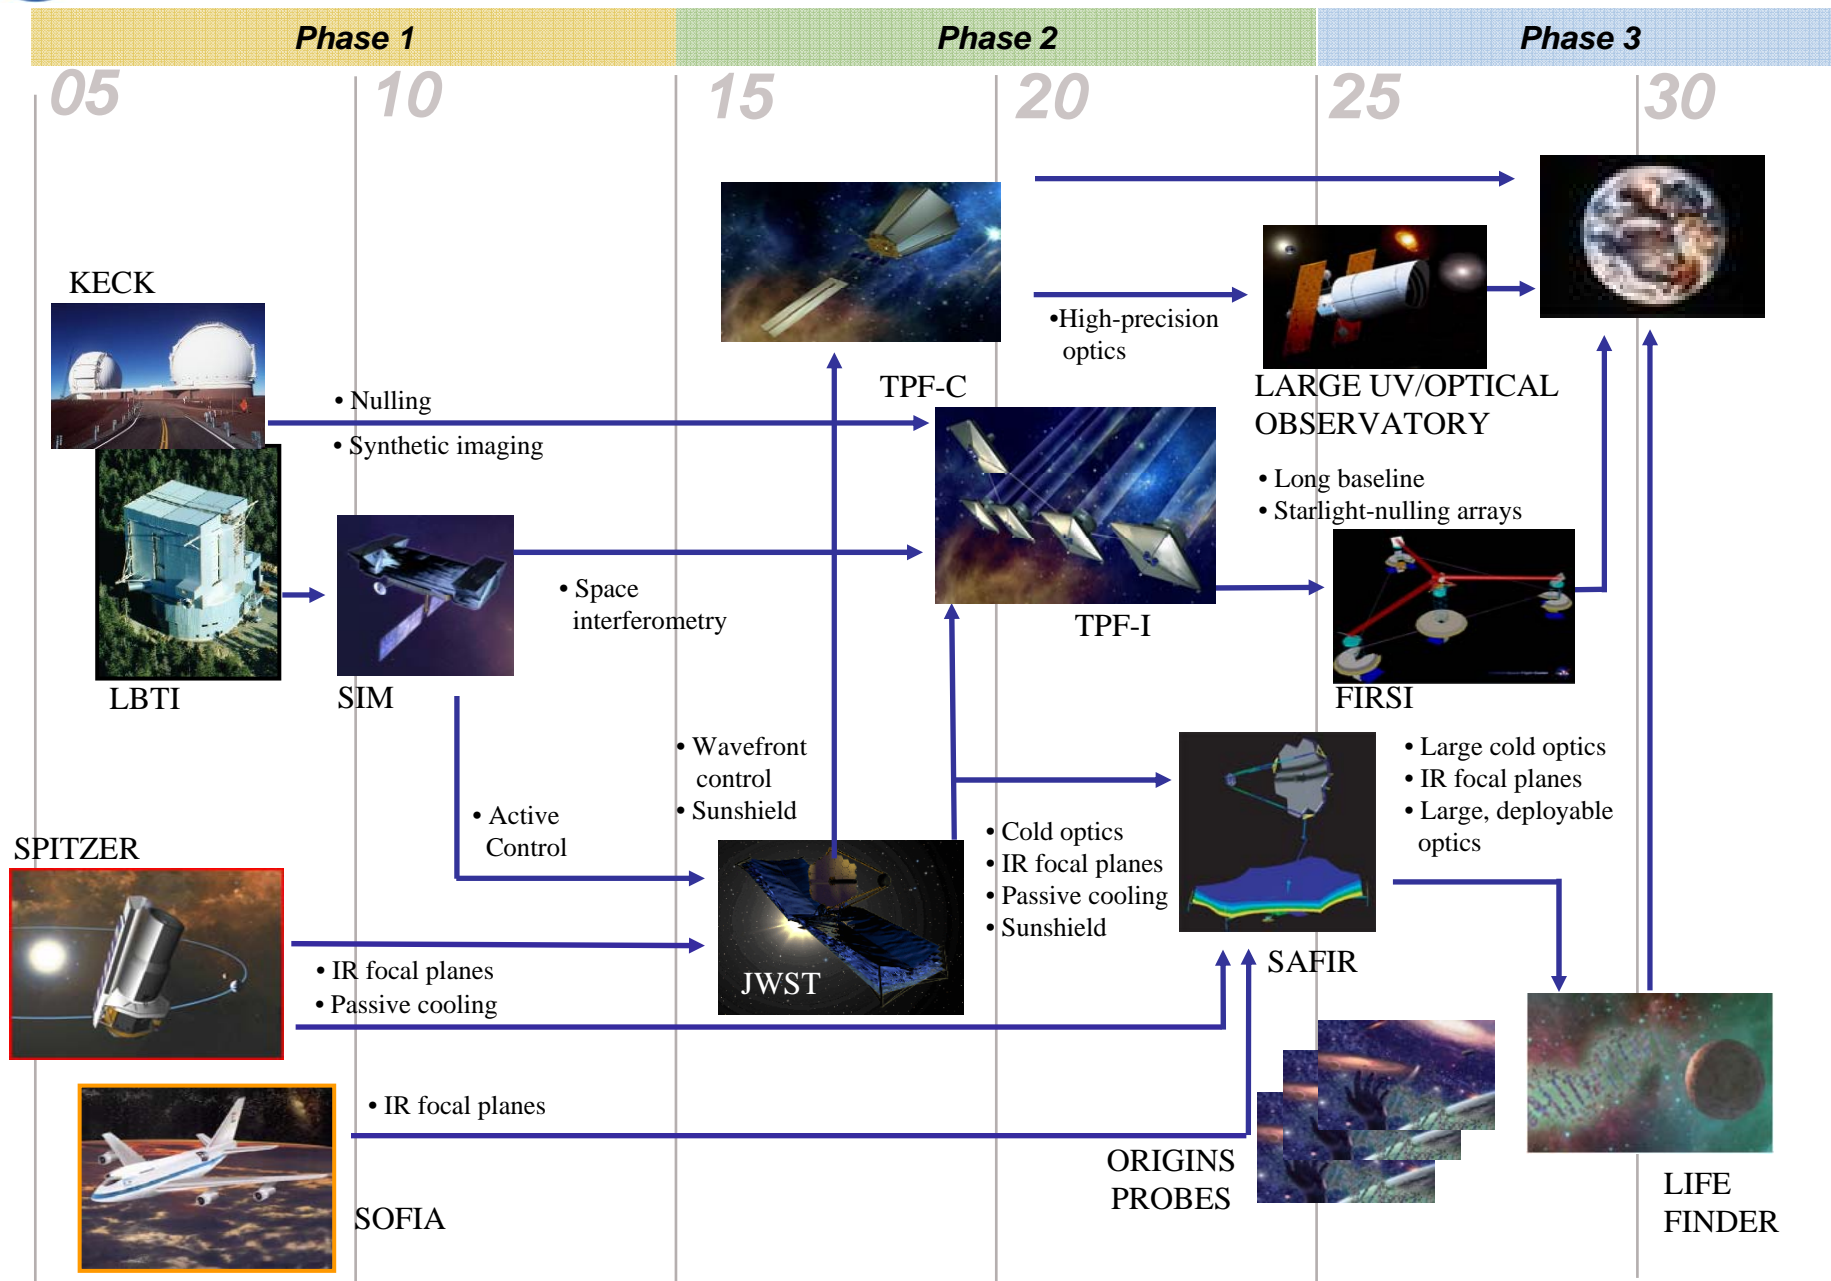 Phase 1
Phase 2
Phase 3
05
10
15
20
25
30
KECK
• Nulling
• Synthetic imaging
TPF-C
•High-precision
optics
LARGE UV/OPTICAL
OBSERVATORY
• Long baseline
• Starlight-nulling arrays
LBTI
SIM
• Space
interferometry
TPF-I
FIRSI
• Wavefront
control
• Sunshield
• Active
Control
SPITZER
• IR focal planes
• Passive cooling
JWST
• Cold optics
• IR focal planes
• Passive cooling
• Sunshield
SAFIR
• Large cold optics
• IR focal planes
• Large, deployable
optics
• IR focal planes
SOFIA
ORIGINS
PROBES
LIFE
FINDER